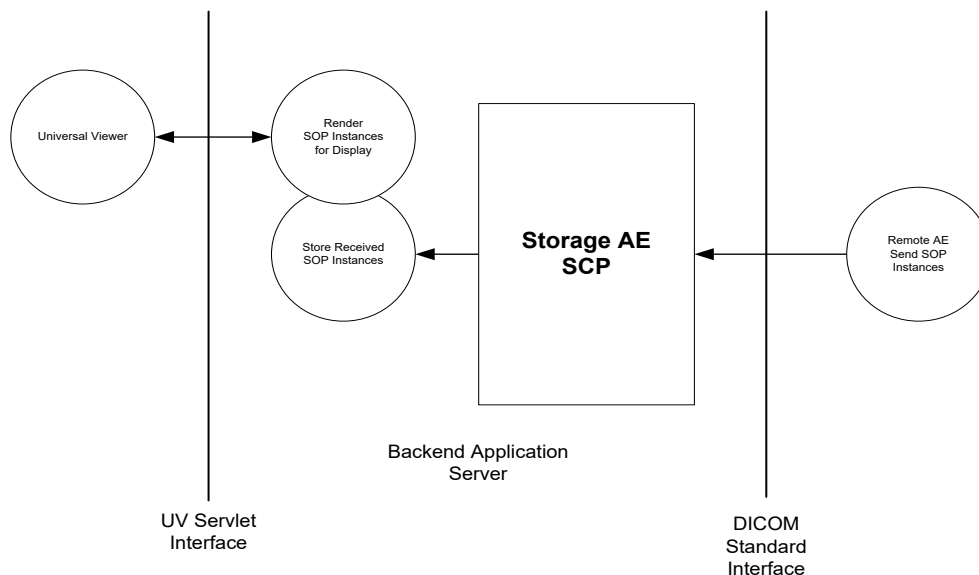 Universal Viewer
Render
SOP Instances
for Display
Store Received
SOP Instances
Storage AE
SCP
Remote AE
Send SOP
Instances
Backend Application
Server
UV Servlet
Interface
DICOM
Standard
Interface